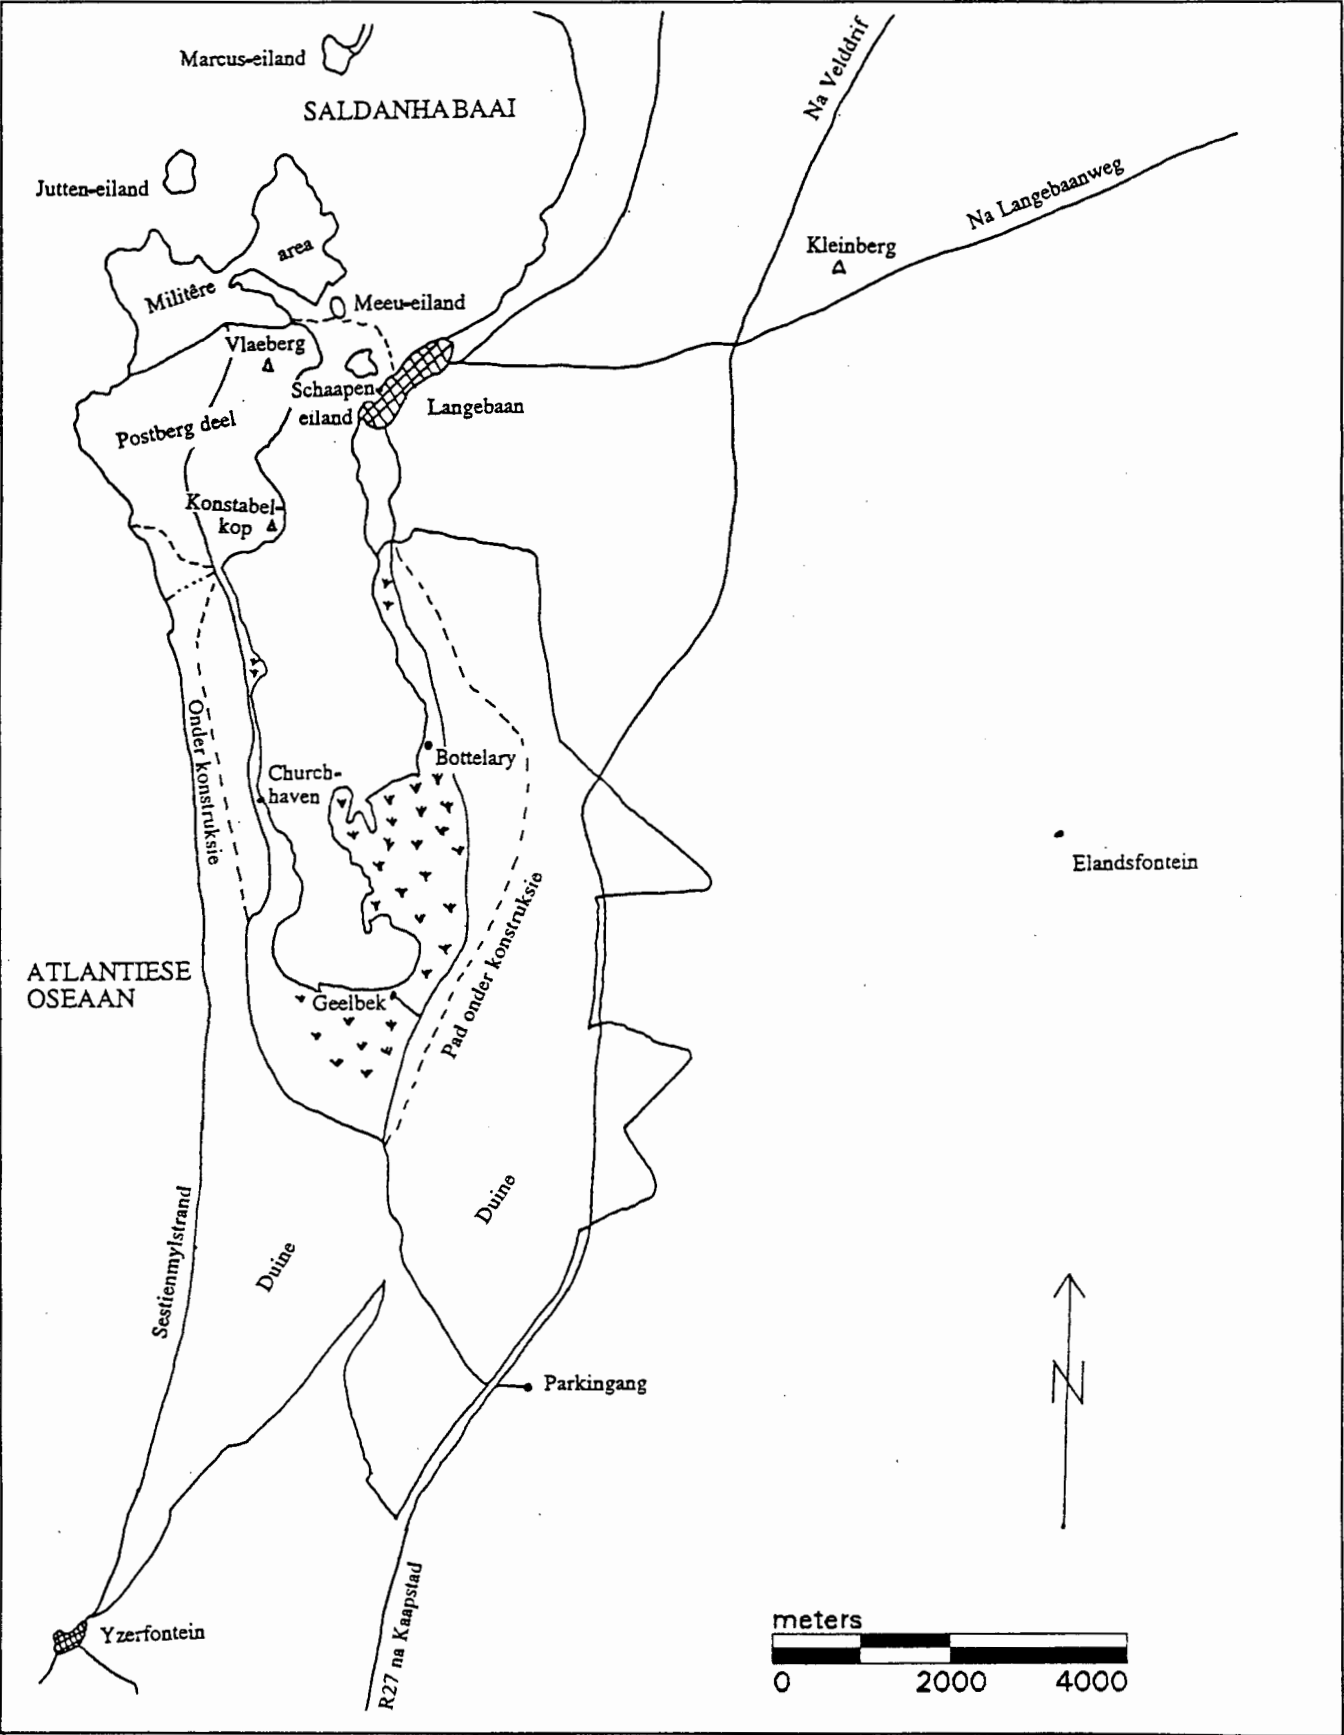 Marcus-eiland
SALDANHABAAI
Na Velddrif
Jutten-eiland
Na Langebaanweg
area
Kleinberg
Militêre
Meeu-eiland
Vlaeberg
Schaapen-
eiland
Langebaan
Postberg deel
Konstabel-
kop
Onder konstruksie
Bottelary
Church-
haven
Elandsfontein
Pad onder konstruksie
ATLANTIESE
OSEAAN
Geelbek
Duine
Sestienmylstrand
Duine
N
Parkingang
R27 na Kaapstad
Yzerfontein
meters
0 2000 4000